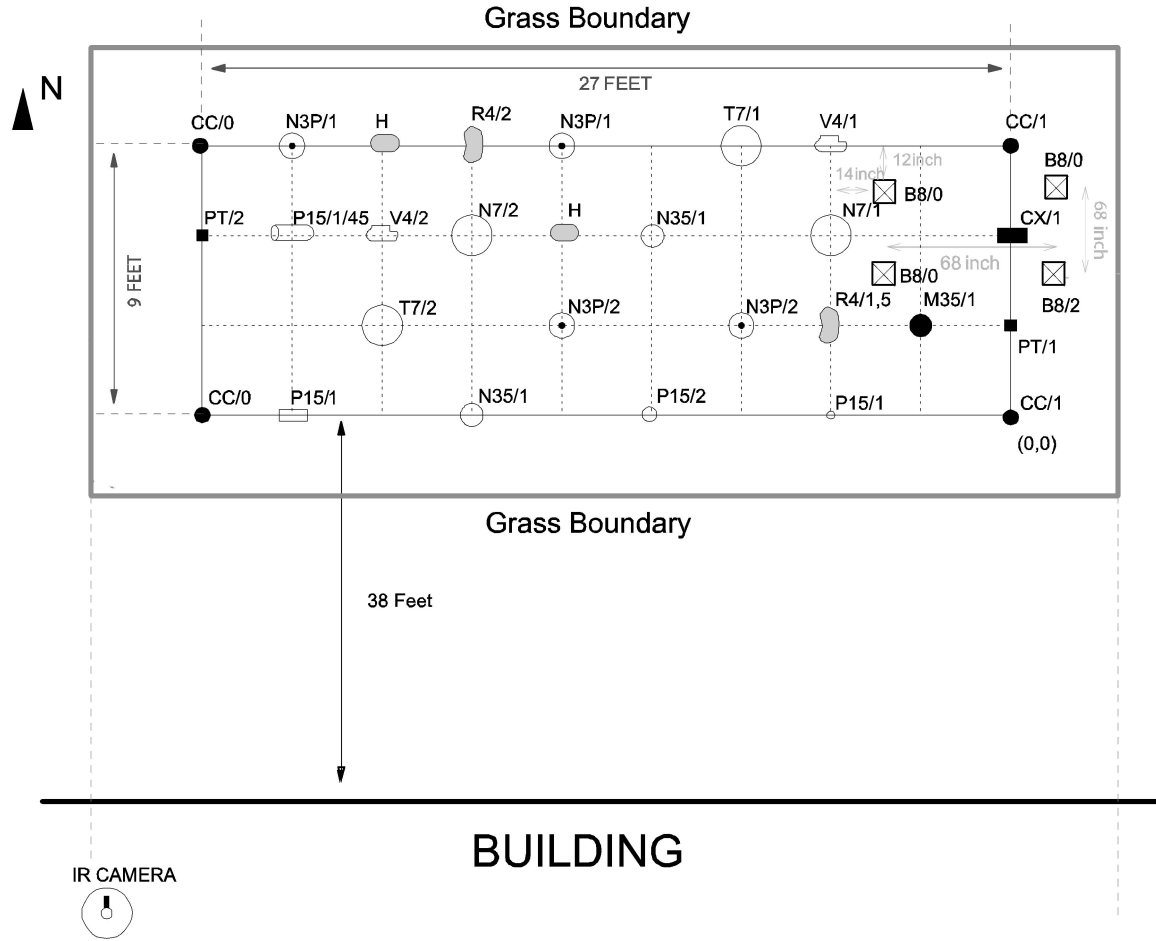 Grass Boundary
N
27 FEET
CC/0
N3P/1
H
R4/2
N3P/1
T7/1
V4/1
CC/1
12inch
14inch
B8/0
B8/0
PT/2
P15/1/45
V4/2
N7/2
H
N35/1
N7/1
CX/1
68 inch
68 inch
9 FEET
B8/0
B8/2
T7/2
N3P/2
N3P/2
R4/1,5
M35/1
PT/1
CC/0
P15/1
N35/1
P15/2
P15/1
CC/1
(0,0)
Grass Boundary
38 Feet
BUILDING
IR CAMERA